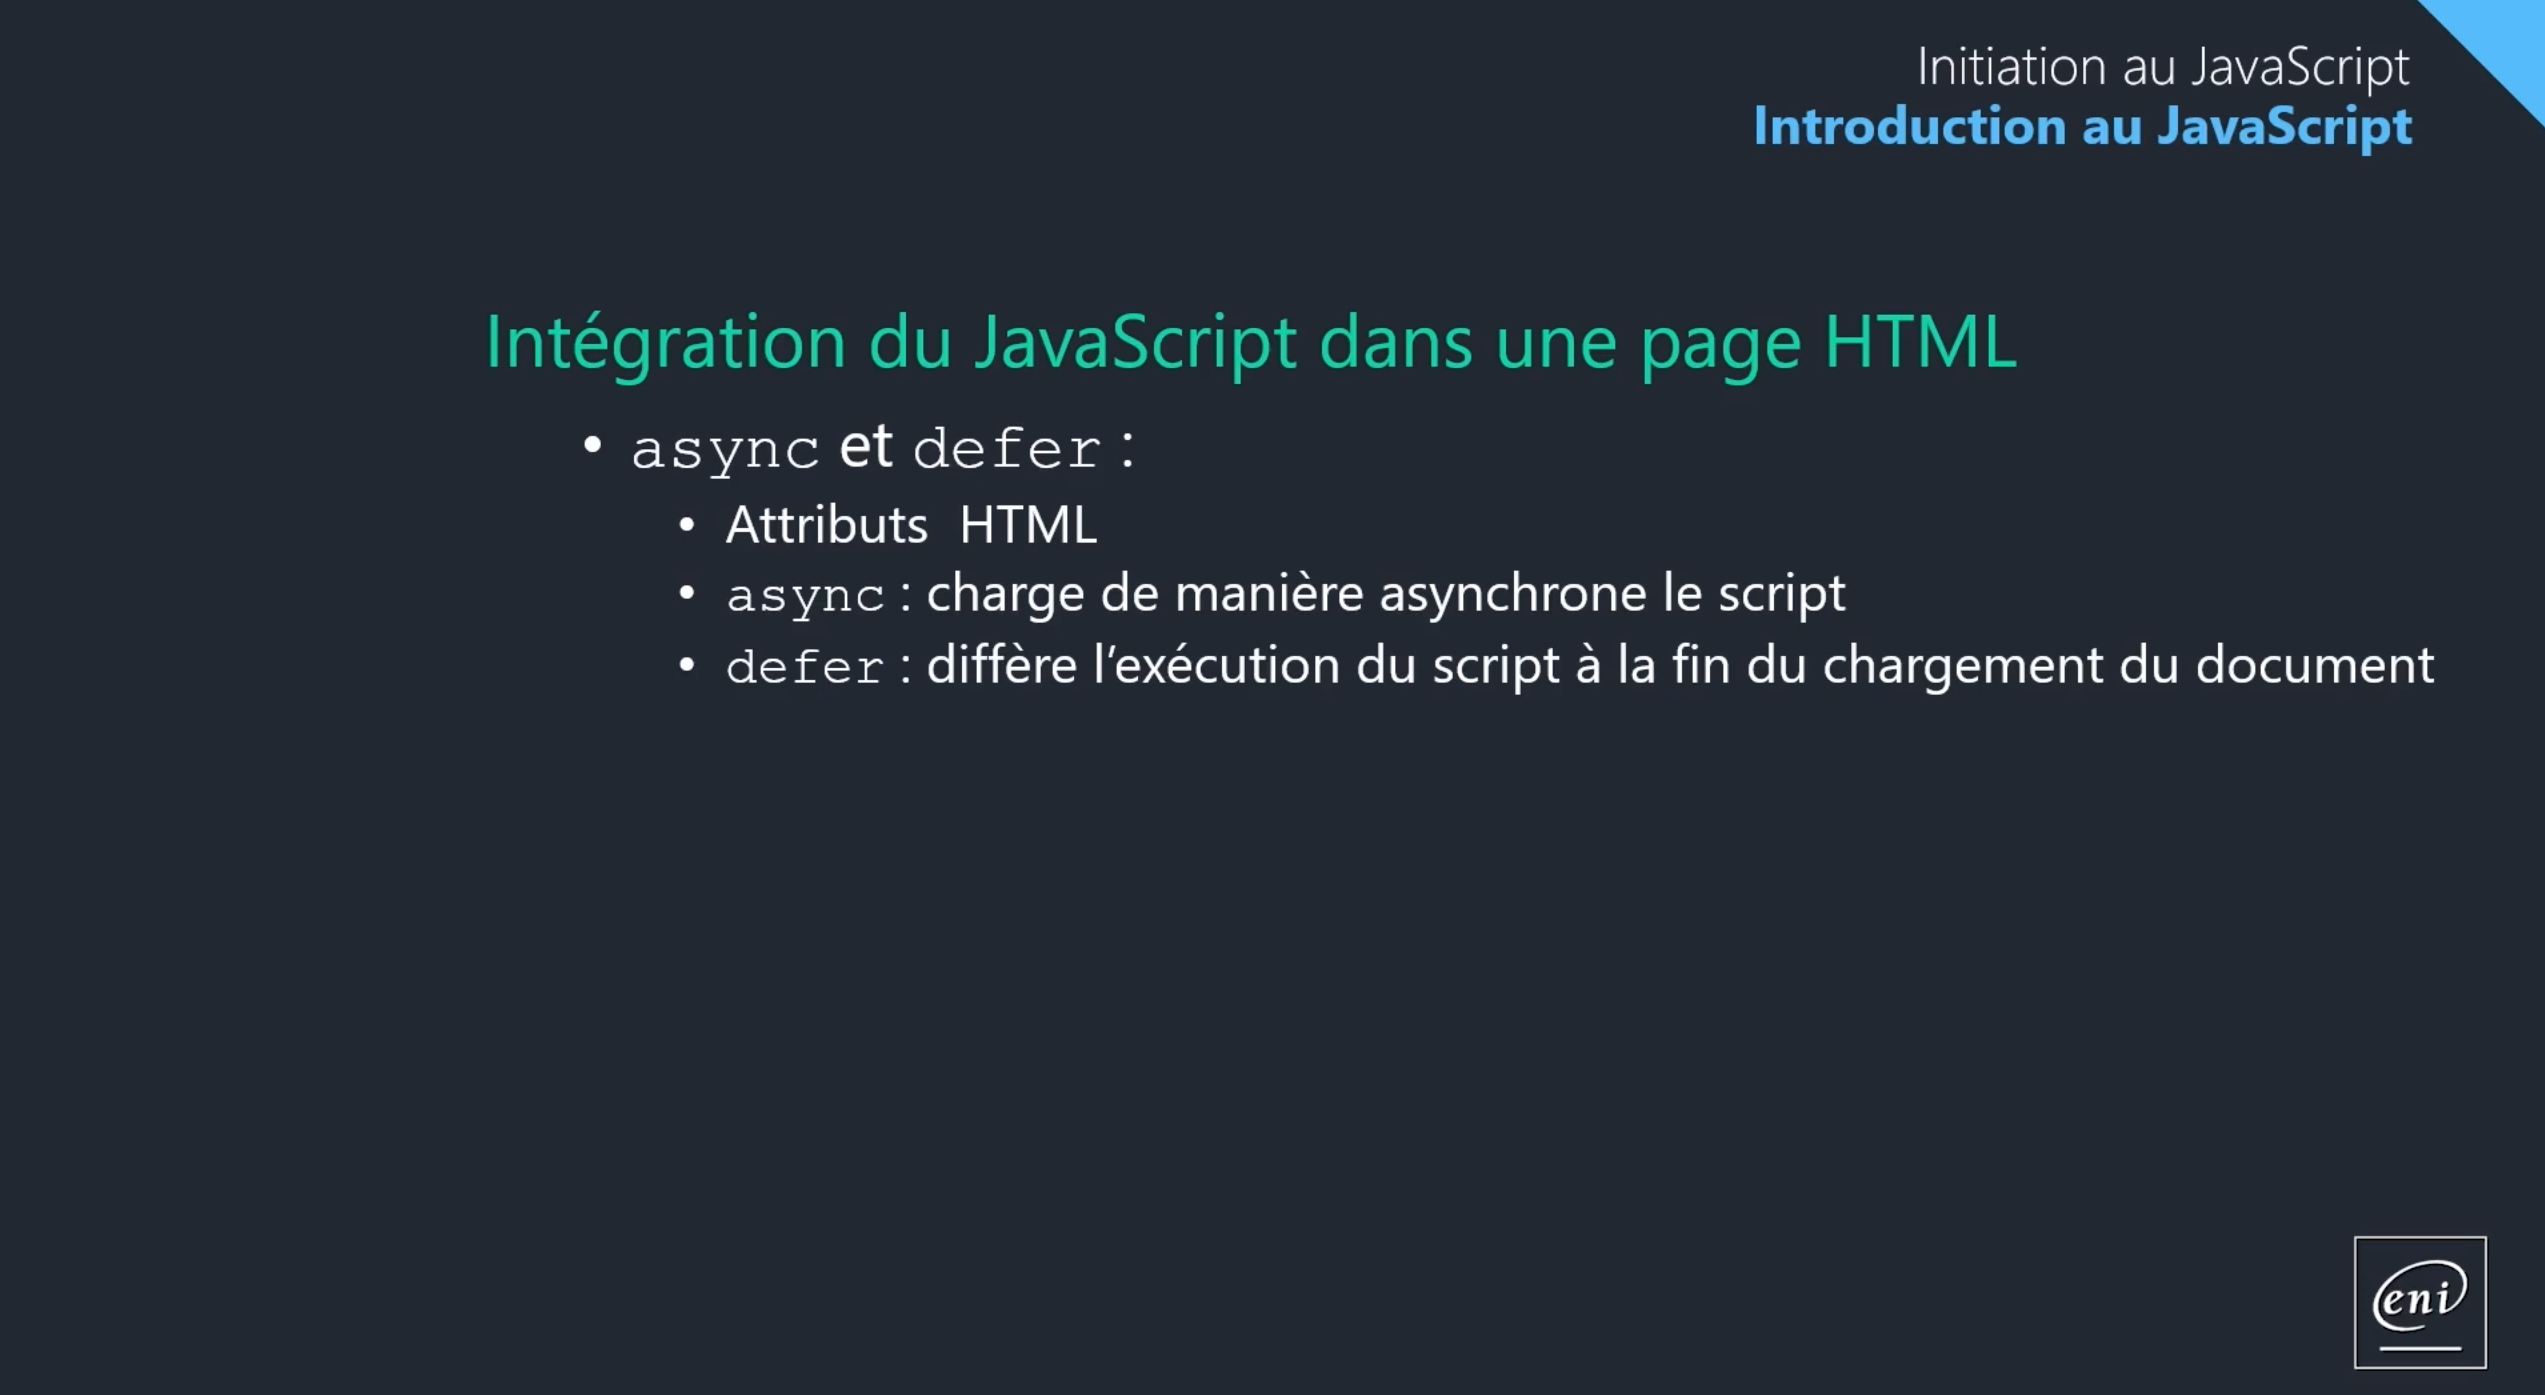 Initiation au JavaScript
Introduction au JavaScript
Intégration du JavaScript dans une page HTML
• async et defer :
• Attributs  HTML
• async : charge de manière asynchrone le script
• defer : diffère l’exécution du script à la fin du chargement du document
eni